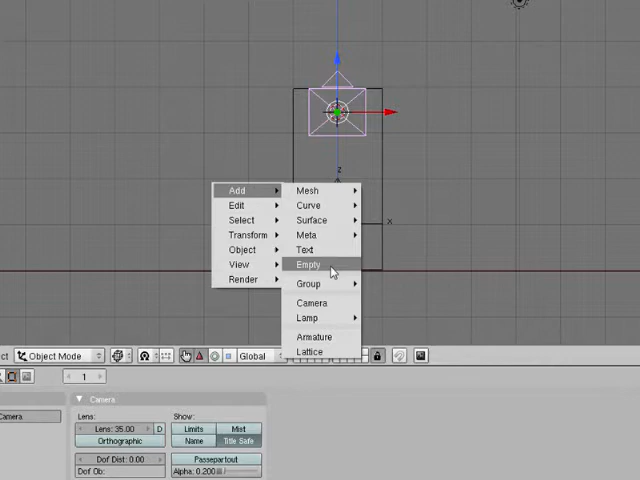 z
x
Add
Edit
Select
Transform
Object
View
Render
Mesh
Curve
Surface
Meta
Text
Empty
Group
Camera
Lamp
Armature
Lattice
ct Object Mode Global
1
Camera
Camera
Lens:
Lens: 35.00 D
Orthographic
Dof Dist: 0.00
Dof Ob:
Show:
Limits Mist
Name Title Safe
Passepartout
Alpha: 0.200